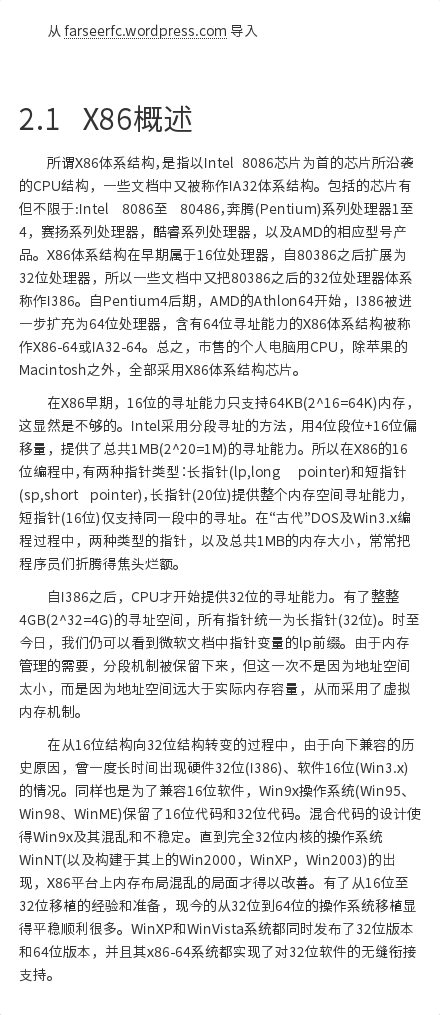 从 farseerfc.wordpress.com 导入
2.1 X86概述
所谓X86体系结构,是指以Intel 8086芯片为首的芯片所沿袭
的CPU结构，一些文档中又被称作IA32体系结构。包括的芯片有
但不限于:Intel 8086至 80486,奔腾(Pentium)系列处理器1至
4，赛扬系列处理器，酷睿系列处理器，以及AMD的相应型号产
品。X86体系结构在早期属于16位处理器，自80386之后扩展为
32位处理器，所以一些文档中又把80386之后的32位处理器体系
称作I386。自Pentium4后期，AMD的Athlon64开始，I386被进
一步扩充为64位处理器，含有64位寻址能力的X86体系结构被称
作X86-64或IA32-64。总之，市售的个人电脑用CPU，除苹果的
Macintosh之外，全部采用X86体系结构芯片。
在X86早期，16位的寻址能力只支持64KB(2^16=64K)内存，
这显然是不够的。Intel采用分段寻址的方法，用4位段位+16位偏
移量，提供了总共1MB(2^20=1M)的寻址能力。所以在X86的16
位编程中,有两种指针类型:长指针(lp,long pointer)和短指针
(sp,short pointer),长指针(20位)提供整个内存空间寻址能力，
短指针(16位)仅支持同一段中的寻址。在“古代”DOS及Win3.x编
程过程中，两种类型的指针，以及总共1MB的内存大小，常常把
程序员们折腾得焦头烂额。
自I386之后，CPU才开始提供32位的寻址能力。有了整整
4GB(2^32=4G)的寻址空间，所有指针统一为长指针(32位)。时至
今日，我们仍可以看到微软文档中指针变量的lp前缀。由于内存
管理的需要，分段机制被保留下来，但这一次不是因为地址空间
太小，而是因为地址空间远大于实际内存容量，从而采用了虚拟
内存机制。
在从16位结构向32位结构转变的过程中，由于向下兼容的历
史原因，曾一度长时间出现硬件32位(I386)、软件16位(Win3.x)
的情况。同样也是为了兼容16位软件，Win9x操作系统(Win95、
Win98、WinME)保留了16位代码和32位代码。混合代码的设计使
得Win9x及其混乱和不稳定。直到完全32位内核的操作系统
WinNT(以及构建于其上的Win2000，WinXP，Win2003)的出
现，X86平台上内存布局混乱的局面才得以改善。有了从16位至
32位移植的经验和准备，现今的从32位到64位的操作系统移植显
得平稳顺利很多。WinXP和WinVista系统都同时发布了32位版本
和64位版本，并且其x86-64系统都实现了对32位软件的无缝衔接
支持。